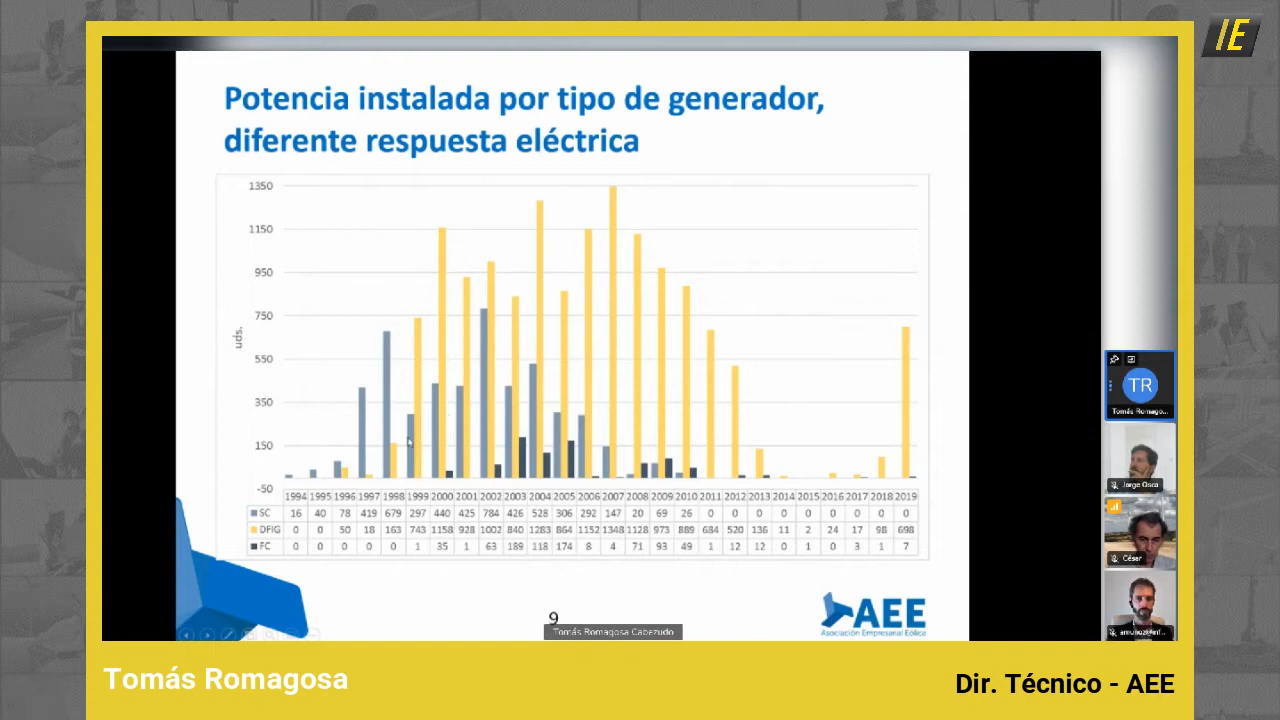 IE
Potencia instalada por tipo de generador,
diferente respuesta eléctrica
1350
1150
950
750
550
350
150
-50
uds.
1994 1995 1996 1997 1998 1999 2000 2001 2002 2003 2004 2005 2006 2007 2008 2009 2010 2011 2012 2013 2014 2015 2016 2017 2018 2019
SC 16 40 78 419 679 297 440 425 784 426 528 306 292 147 20 69 26 0 0 0 0 0 0 0 0 0
DFIG 0 0 50 18 163 743 1158 928 1002 840 1283 864 1152 1348 1128 973 889 684 520 136 11 2 24 17 98 698
FC 0 0 0 0 0 1 35 1 63 189 118 174 8 4 71 93 49 1 12 12 0 1 0 3 1 7
9
AEE
Asociación Empresarial Eólica
Tomás Romagosa Cabezudo
TR
Tomás Romago...
Jorge Osca
César
Tomás Romagosa
Dir. Técnico - AEE